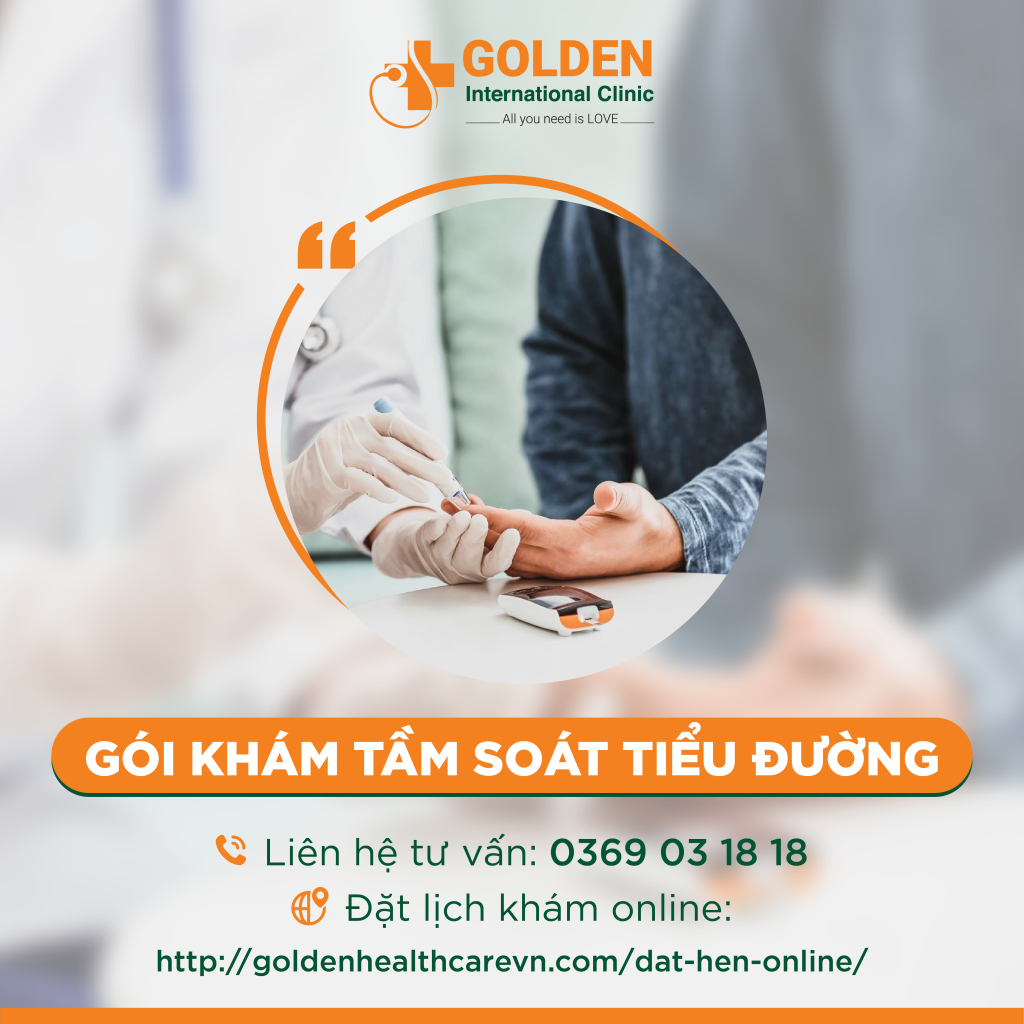 GOLDEN
International Clinic
All you need is LOVE
GÓI KHÁM TẦM SOÁT TIỂU ĐƯỜNG
Liên hệ tư vấn: 0369 03 18 18
Đặt lịch khám online:
http://goldenhealthcarevn.com/dat-hen-online/